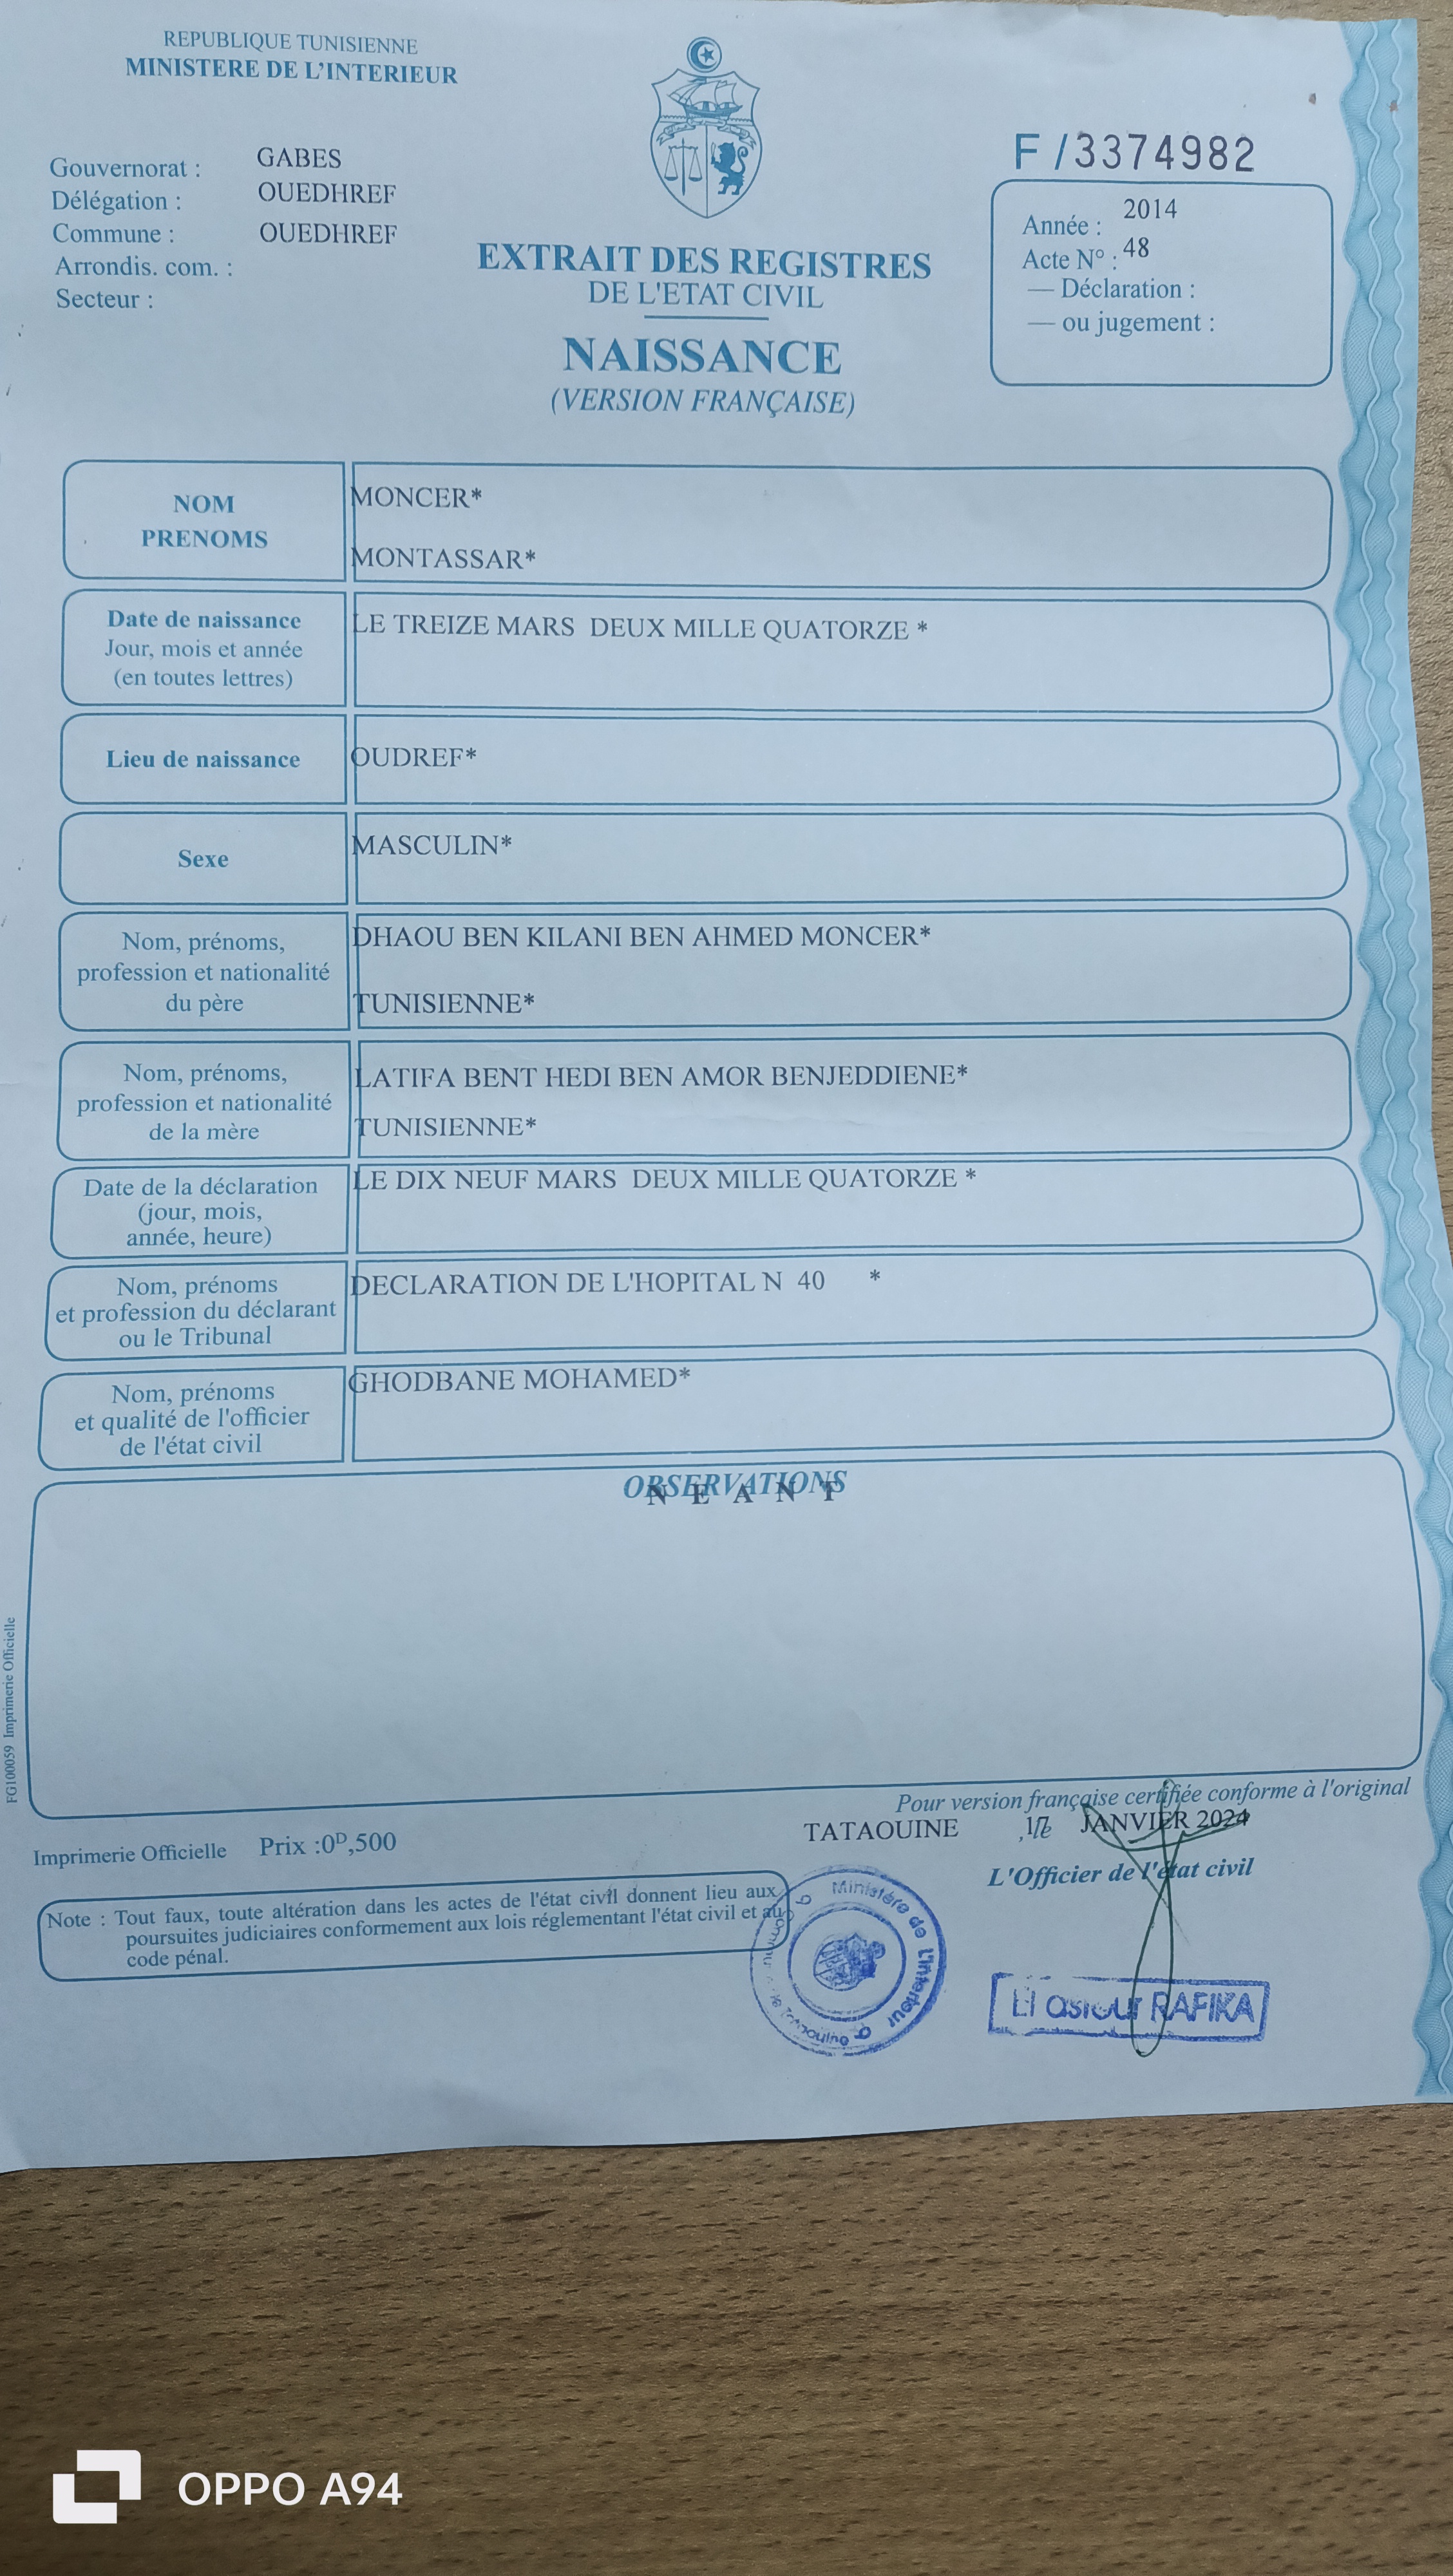 REPUBLIQUE TUNISIENNE
MINISTERE DE L'INTERIEUR
Gouvernorat : GABES
Délégation : OUEDHREF
Commune : OUEDHREF
Arrondis. com. :
Secteur :
EXTRAIT DES REGISTRES
DE L'ETAT CIVIL
NAISSANCE
(VERSION FRANÇAISE)
F /3374982
Année : 2014
Acte N° : 48
— Déclaration :
— ou jugement :
NOM
PRENOMS
MONCER*
MONTASSAR*
Date de naissance
Jour, mois et année
(en toutes lettres)
LE TREIZE MARS DEUX MILLE QUATORZE *
Lieu de naissance
OUDREF*
Sexe
MASCULIN*
Nom, prénoms,
profession et nationalité
du père
DHAOU BEN KILANI BEN AHMED MONCER*
TUNISIENNE*
Nom, prénoms,
profession et nationalité
de la mère
LATIFA BENT HEDI BEN AMOR BENJEDDIENE*
TUNISIENNE*
Date de la déclaration
(jour, mois,
année, heure)
LE DIX NEUF MARS DEUX MILLE QUATORZE *
Nom, prénoms
et profession du déclarant
ou le Tribunal
DECLARATION DE L'HOPITAL N 40 *
Nom, prénoms
et qualité de l'officier
de l'état civil
GHODBANE MOHAMED*
OBSERVATIONS
N E A N T
FG100059 Imprimerie Officielle
Pour version française certifiée conforme à l'original
TATAOUINE , le JANVIER 2024
L'Officier de l'état civil
Imprimerie Officielle Prix :0ᴰ,500
Note : Tout faux, toute altération dans les actes de l'état civil donnent lieu aux
poursuites judiciaires conformement aux lois réglementant l'état civil et au
code pénal.
Ministére de L'interieur
RAFIKA
OPPO A94